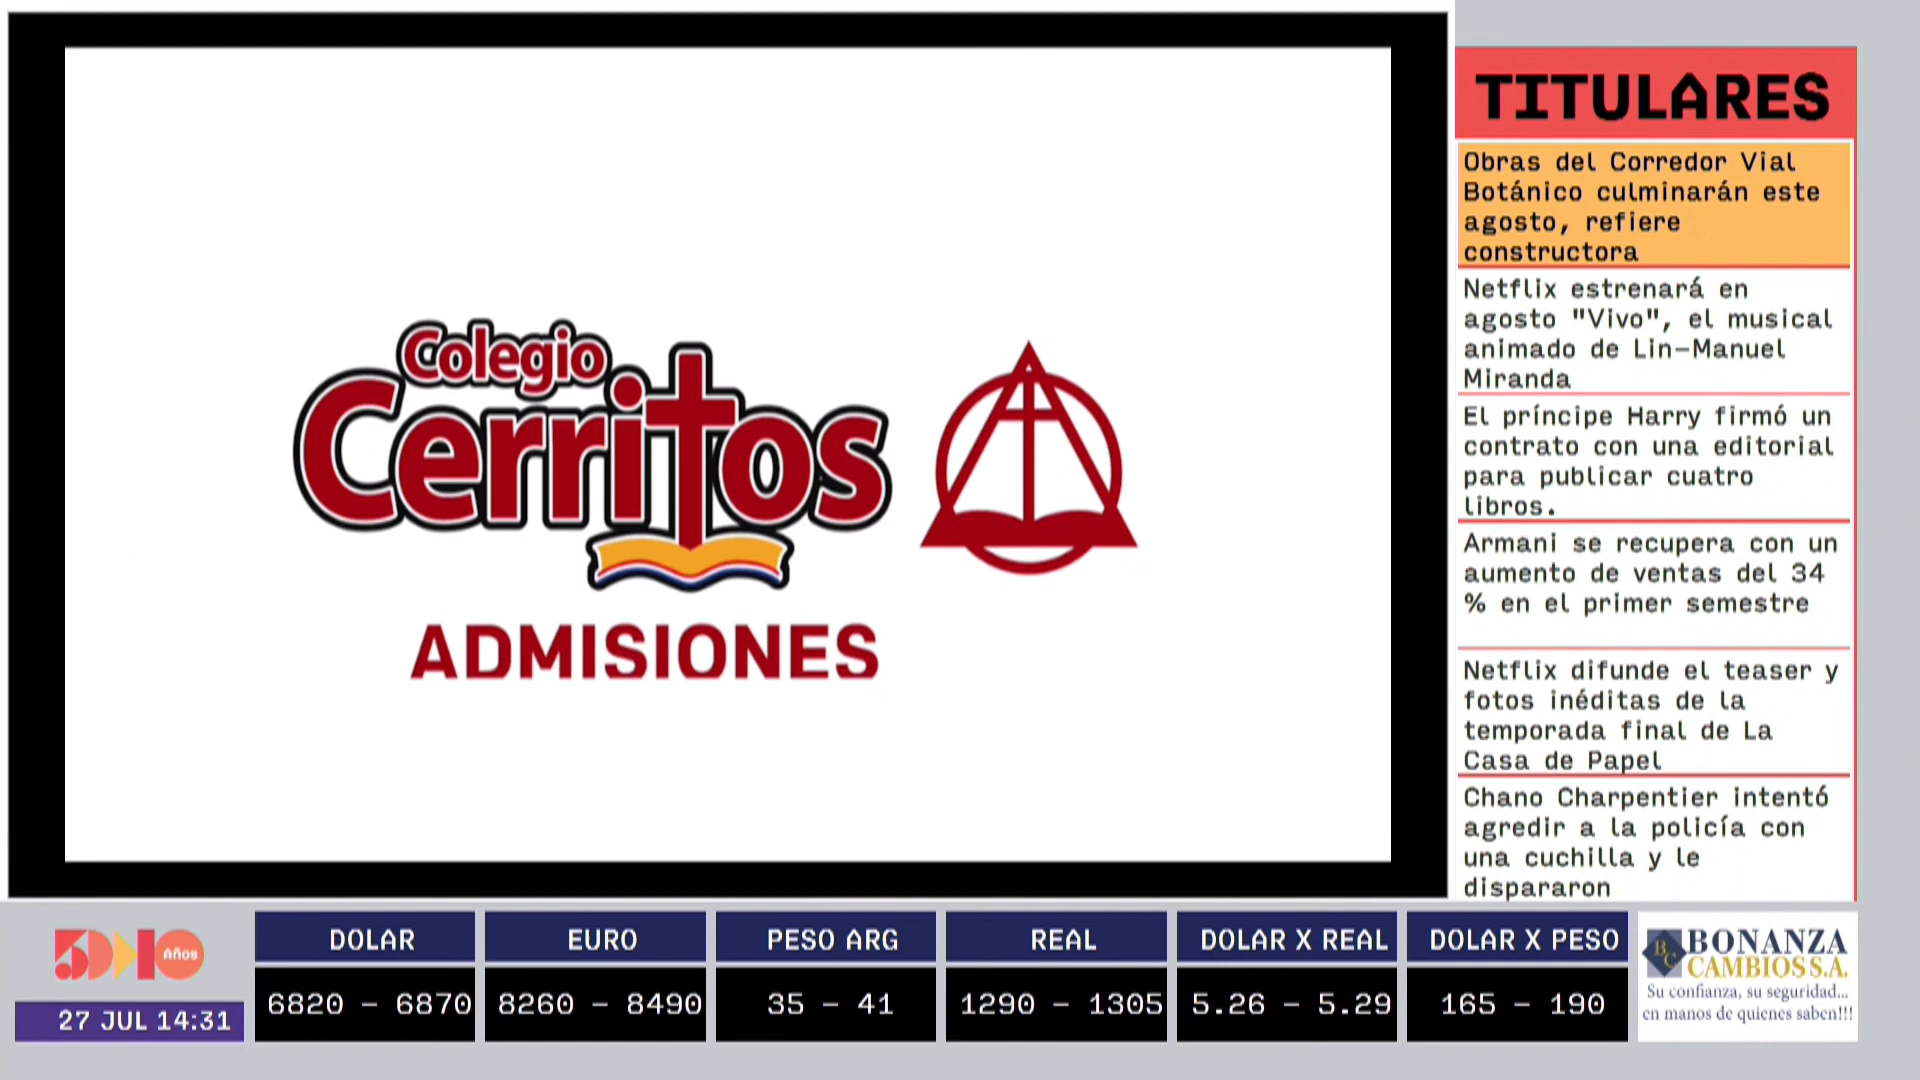 Colegio
Cerritos
ADMISIONES
TITULARES
Obras del Corredor Vial
Botánico culminarán este
agosto, refiere
constructora
Netflix estrenará en
agosto "Vivo", el musical
animado de Lin-Manuel
Miranda
El príncipe Harry firmó un
contrato con una editorial
para publicar cuatro
libros.
Armani se recupera con un
aumento de ventas del 34
% en el primer semestre
Netflix difunde el teaser y
fotos inéditas de la
temporada final de La
Casa de Papel
Chano Charpentier intentó
agredir a la policía con
una cuchilla y le
dispararon
5D10 Años
27 JUL 14:31
DOLAR
6820 - 6870
EURO
8260 - 8490
PESO ARG
35 - 41
REAL
1290 - 1305
DOLAR X REAL
5.26 - 5.29
DOLAR X PESO
165 - 190
BC BONANZA
CAMBIOS S.A.
Su confianza, su seguridad...
en manos de quienes saben!!!